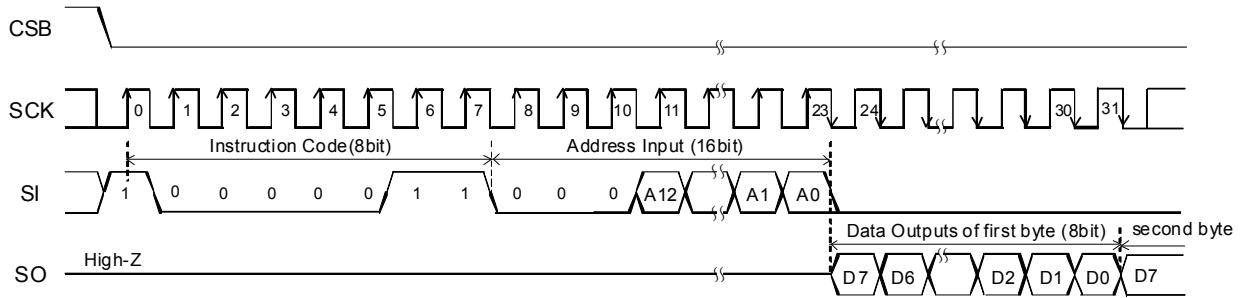 CSB
SCK 0 1 2 3 4 5 6 7 8 9 10 11 23 24 30 31
Instruction Code(8bit) Address Input (16bit)
SI 1 0 0 0 0 0 1 1 0 0 0 A12 A1 A0
Data Outputs of first byte (8bit) second byte
High-Z
SO D7 D6 D2 D1 D0 D7